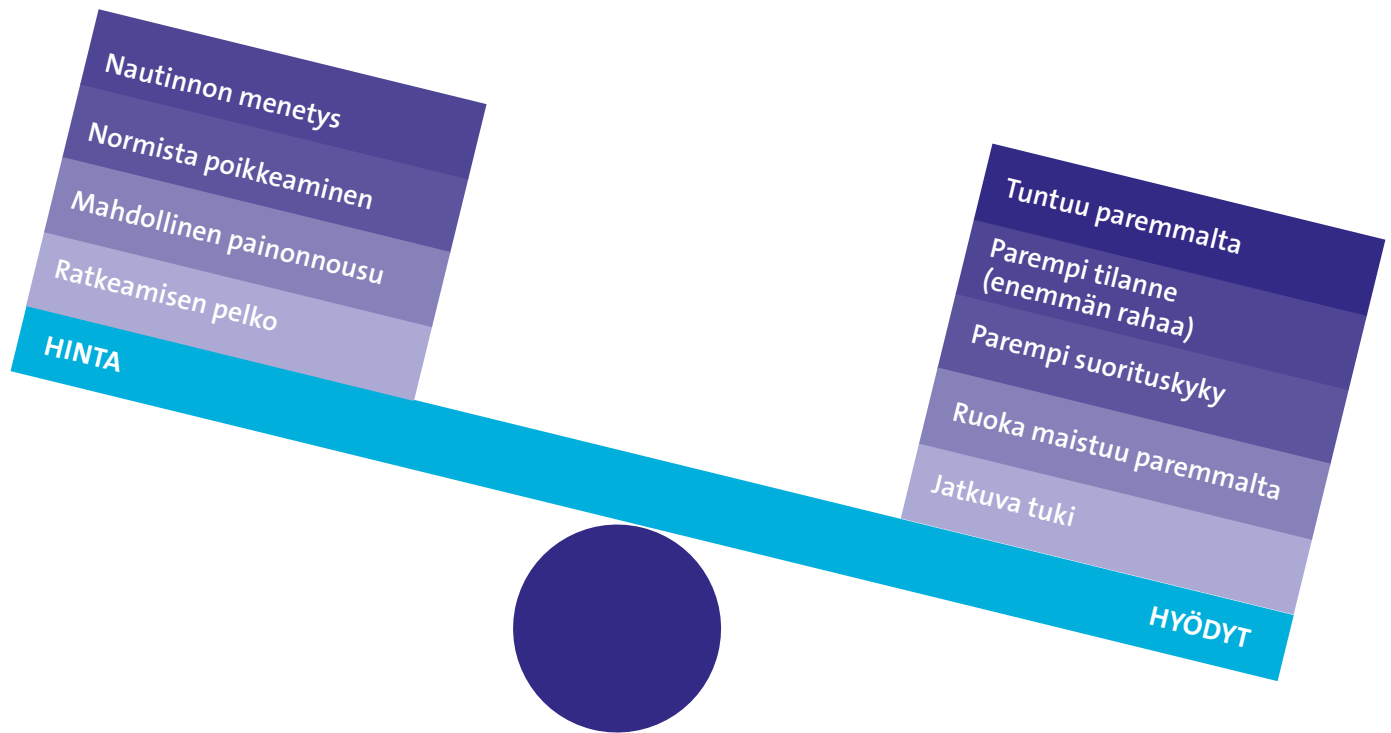 Nautinnon menetys
Normista poikkeaminen
Mahdollinen painonnousu
Ratkeamisen pelko
HINTA
Tuntuu paremmalta
Parempi tilanne
(enemmän rahaa)
Parempi suorituskyky
Ruoka maistuu paremmalta
Jatkuva tuki
HYÖDYT